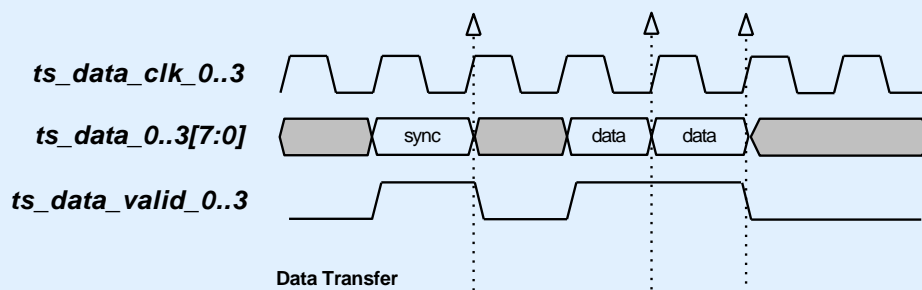 ts_data_clk_0..3
ts_data_0..3[7:0]
sync
data
data
ts_data_valid_0..3
Data Transfer